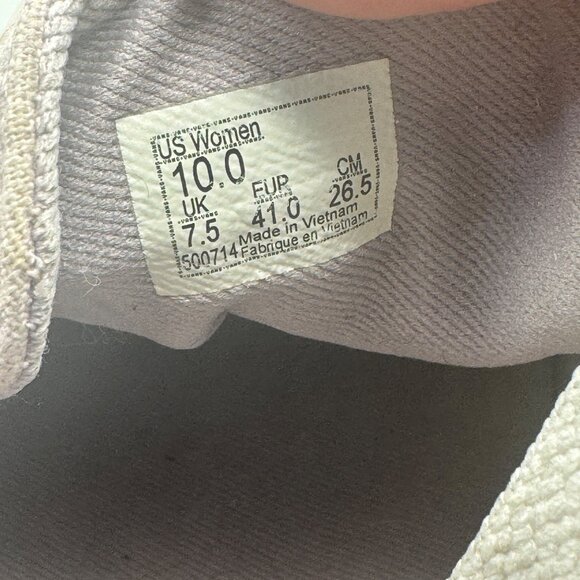 US Women
10.0
UK EUR CM
7.5 41.0 26.5
500714 Made in Vietnam
Fabrique en Vietnam